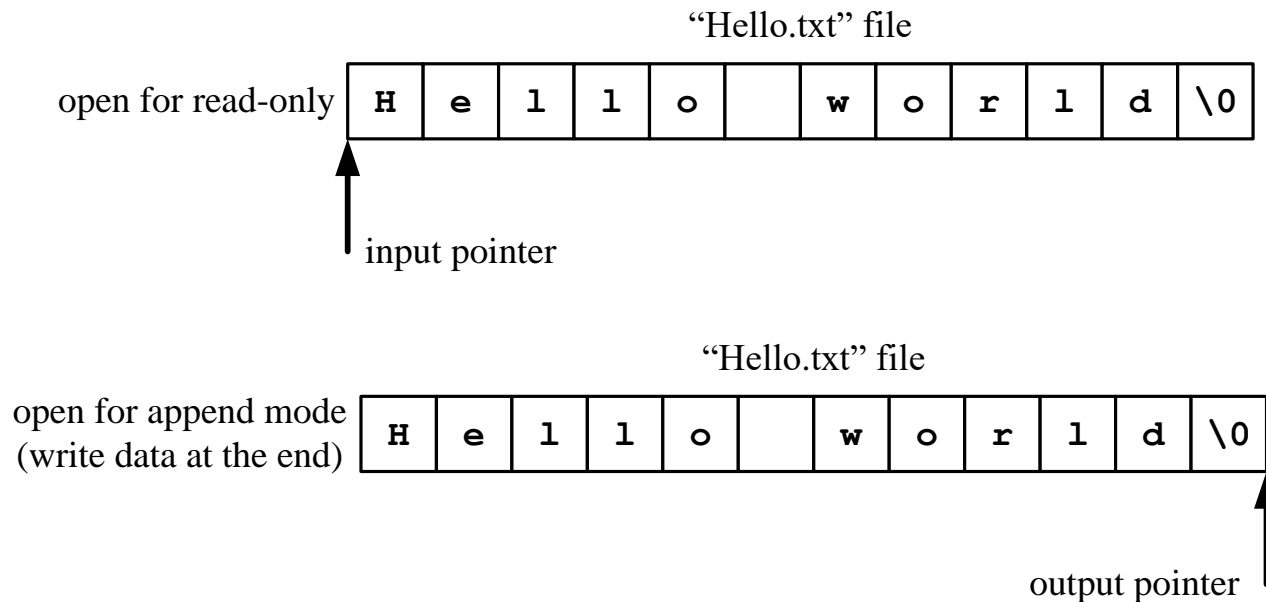 “Hello.txt” file
open for read-only H e l l o w o r l d \0
input pointer
“Hello.txt” file
open for append mode
(write data at the end) H e l l o w o r l d \0
output pointer